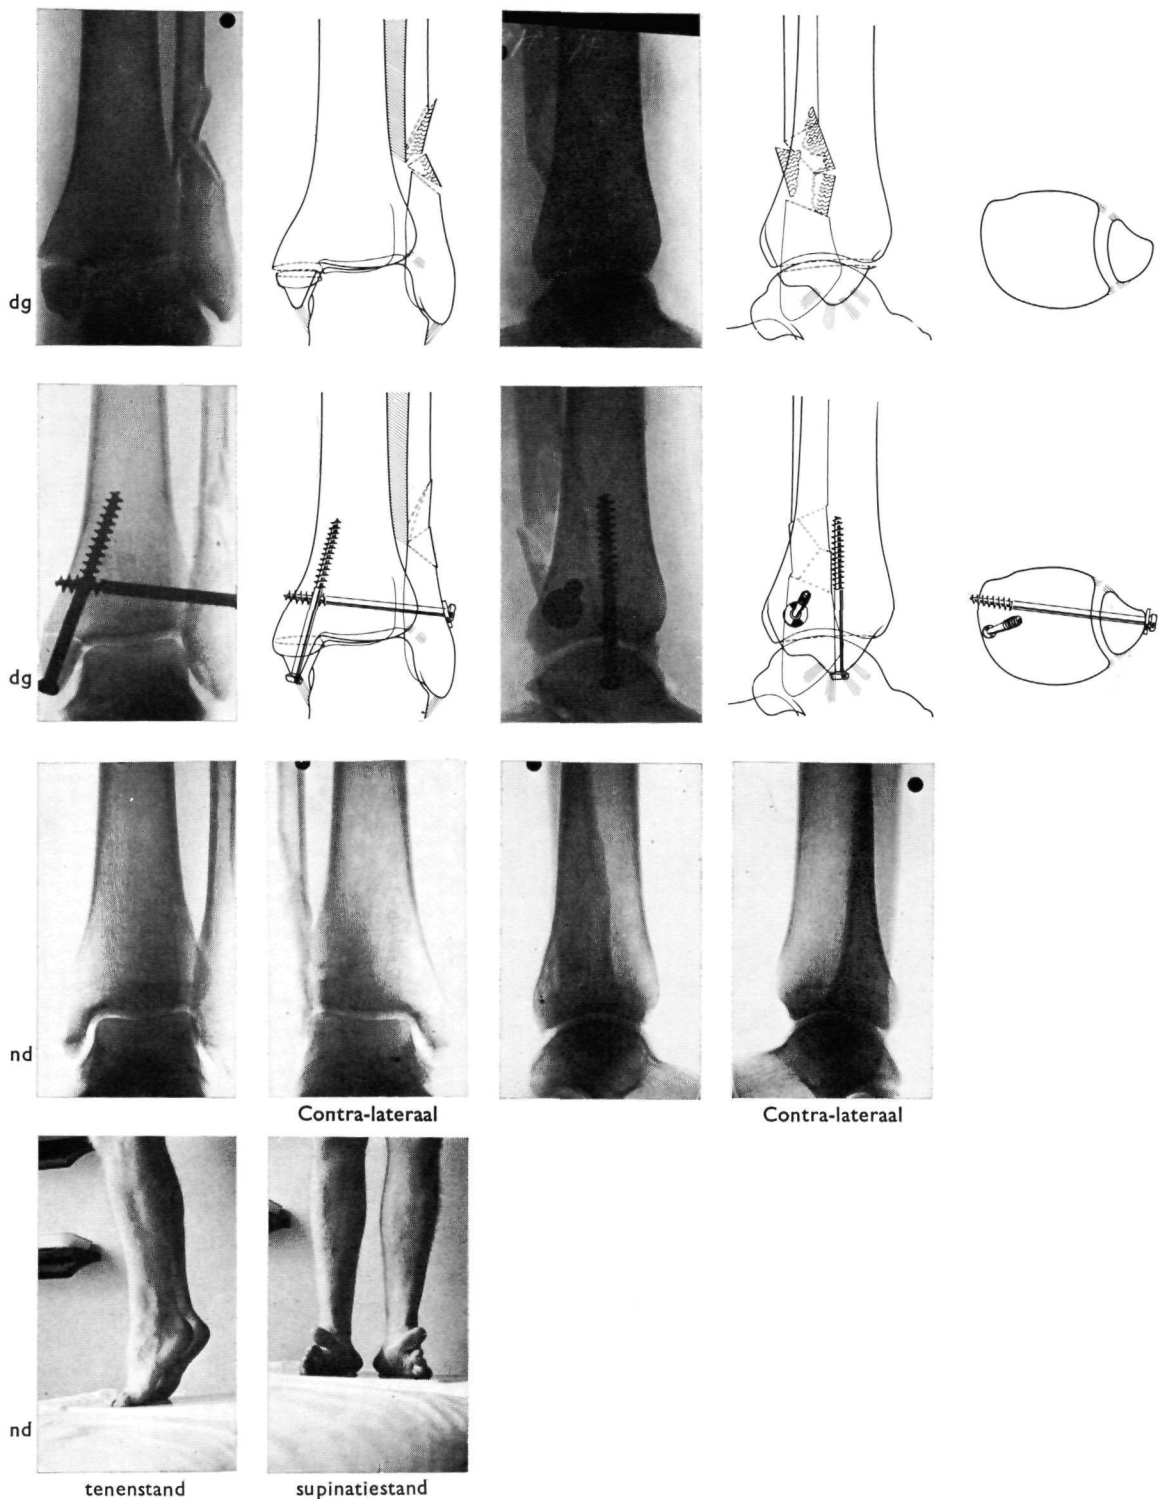 dg
dg
nd
Contra-lateraal
Contra-lateraal
nd
tenenstand
supinatiestand